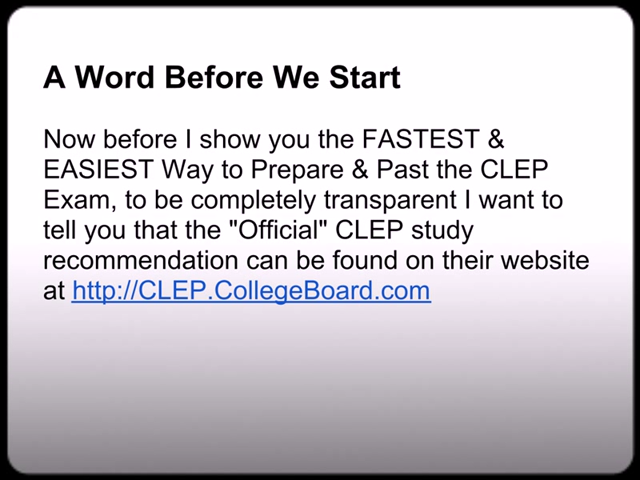 A Word Before We Start
Now before I show you the FASTEST &
EASIEST Way to Prepare & Past the CLEP
Exam, to be completely transparent I want to
tell you that the "Official" CLEP study
recommendation can be found on their website
at http://CLEP.CollegeBoard.com